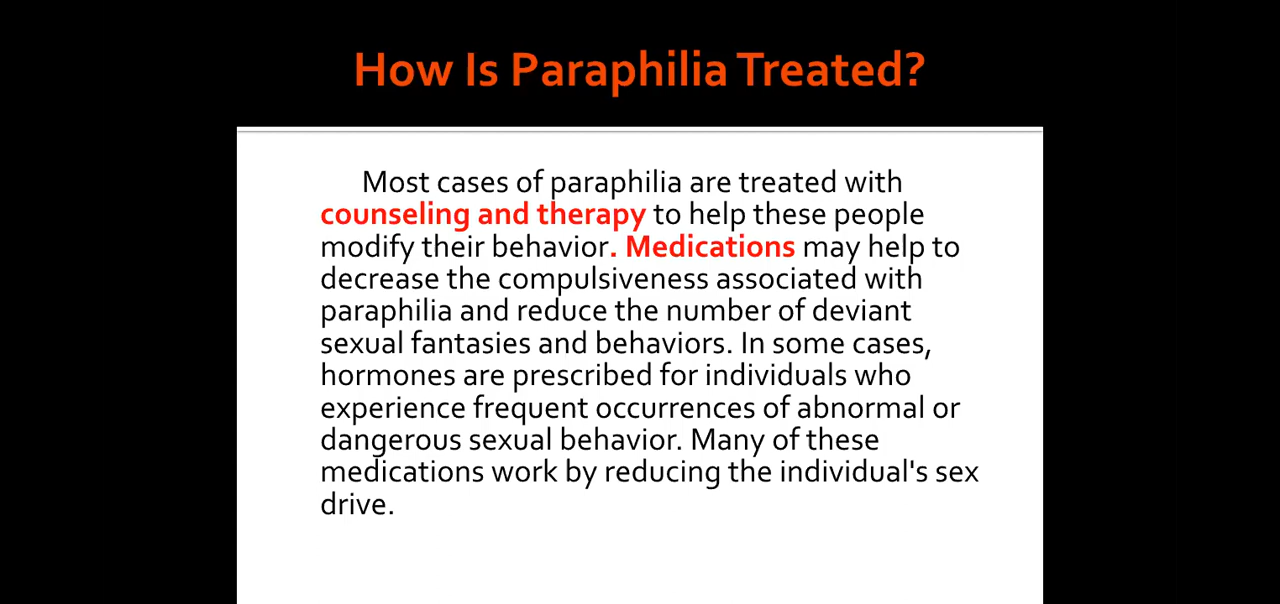 How Is Paraphilia Treated?
Most cases of paraphilia are treated with
counseling and therapy to help these people
modify their behavior. Medications may help to
decrease the compulsiveness associated with
paraphilia and reduce the number of deviant
sexual fantasies and behaviors. In some cases,
hormones are prescribed for individuals who
experience frequent occurrences of abnormal or
dangerous sexual behavior. Many of these
medications work by reducing the individual's sex
drive.